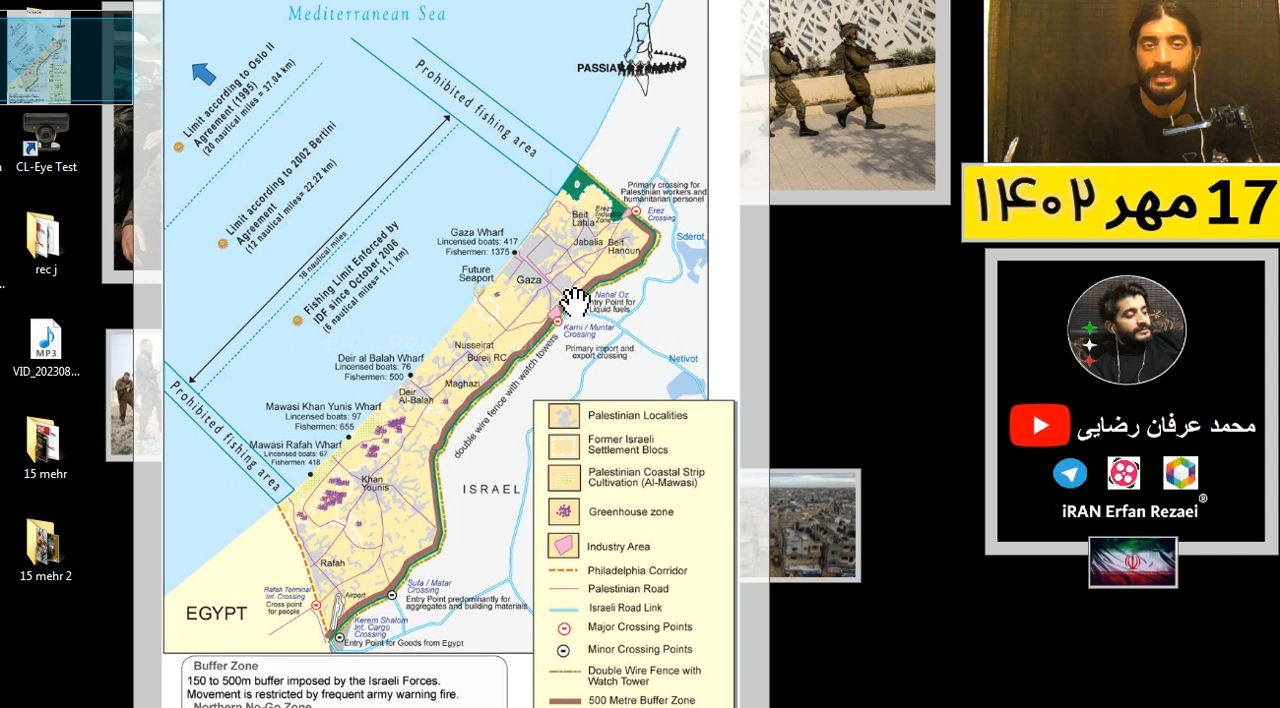 Mediterranean Sea
PASSIA
Limit according to Oslo II
Agreement (1995)
(20 nautical miles = 37,04 km)
Prohibited fishing area
Limit according to 2002 Bertini
Agreement
(12 nautical miles= 22.22 km)
18 nautical miles
Fishing Limit Enforced by
IDF since October 2006
(6 nautical miles= 11,1 km)
Primary crossing for
Palestinian workers and
humanitarian personel
Erez
Crossing
Beit
Lahia
Jabalia
Beit
Hanoun
Sderot
Gaza Wharf
Lincensed boats: 417
Fishermen: 1375
Future
Seaport
Gaza
Nahal Oz
Entry Point for
Liquid fuels
Karni / Muntar
Crossing
Primary import and
export crossing
Netivot
Nusseirat
Bureij RC
Deir al Balah Wharf
Lincensed boats: 76
Fishermen: 500
Maghazi
Deir
Al-Balah
double wire fence with watch towers
Prohibited fishing area
Mawasi Khan Yunis Wharf
Lincensed boats: 97
Fishermen: 655
Mawasi Rafah Wharf
Lincensed boats: 67
Fishermen: 418
Khan
Younis
ISRAEL
Rafah
Rafah Terminal
Int. Crossing
Cross point
for people
Airport
Sufa / Matar
Crossing
Entry Point predominantly for
aggregates and building materials
EGYPT
Kerem Shalom
Int. Cargo
Crossing
Entry Point for Goods from Egypt
Palestinian Localities
Former Israeli
Settlement Blocs
Palestinian Coastal Strip
Cultivation (Al-Mawasi)
Greenhouse zone
Industry Area
Philadelphia Corridor
Palestinian Road
Israeli Road Link
Major Crossing Points
Minor Crossing Points
Double Wire Fence with
Watch Tower
500 Metre Buffer Zone
Buffer Zone
150 to 500m buffer imposed by the Israeli Forces.
Movement is restricted by frequent army warning fire.
Northern No-Go Zone
CL-Eye Test
rec j
MP3
VID_202308...
15 mehr
15 mehr 2
17 مهر ۱۴۰۲
محمد عرفان رضایی
iRAN Erfan Rezaei®